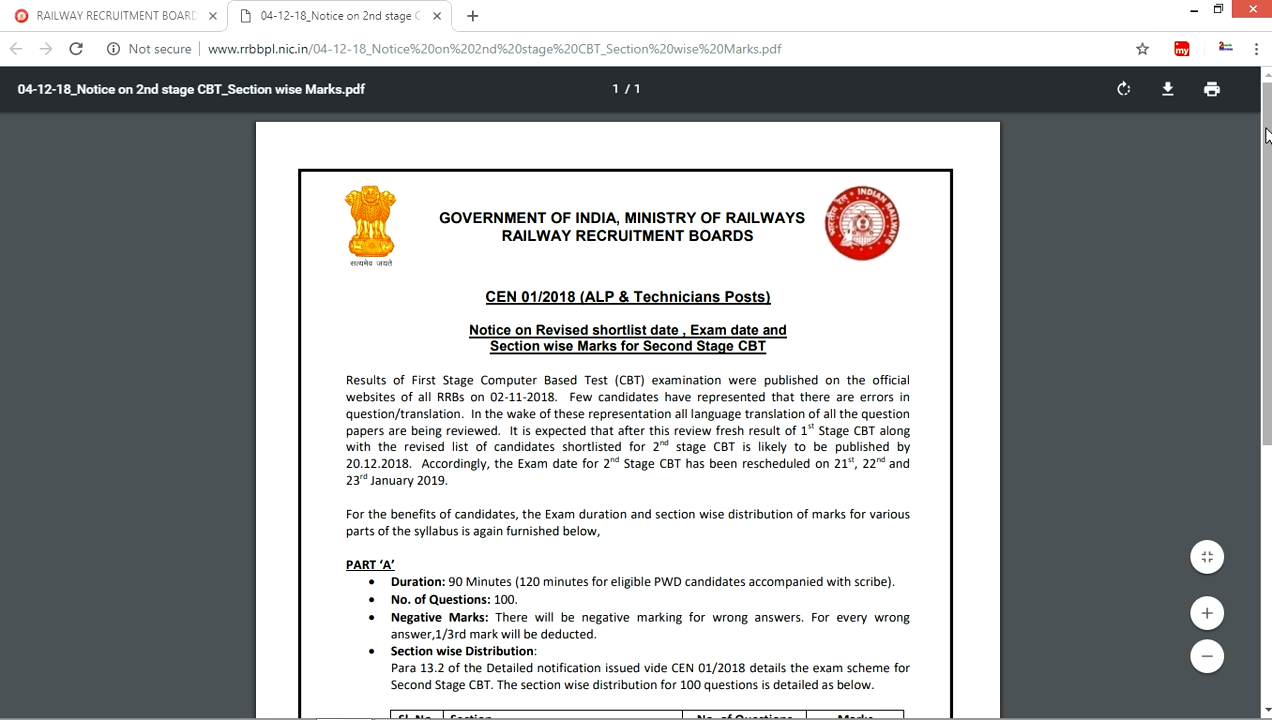 RAILWAY RECRUITMENT BOARD
04-12-18_Notice on 2nd stage C
Not secure
www.rrbbpl.nic.in/04-12-18_Notice%20on%202nd%20stage%20CBT_Section%20wise%20Marks.pdf
my
04-12-18_Notice on 2nd stage CBT_Section wise Marks.pdf
1 / 1
GOVERNMENT OF INDIA, MINISTRY OF RAILWAYS
RAILWAY RECRUITMENT BOARDS
सत्यमेव जयते
INDIAN RAILWAYS
भारतीय रेल
CEN 01/2018 (ALP & Technicians Posts)
Notice on Revised shortlist date , Exam date and
Section wise Marks for Second Stage CBT
Results of First Stage Computer Based Test (CBT) examination were published on the official
websites of all RRBs on 02-11-2018. Few candidates have represented that there are errors in
question/translation. In the wake of these representation all language translation of all the question
papers are being reviewed. It is expected that after this review fresh result of 1st Stage CBT along
with the revised list of candidates shortlisted for 2nd stage CBT is likely to be published by
20.12.2018. Accordingly, the Exam date for 2nd Stage CBT has been rescheduled on 21st, 22nd and
23rd January 2019.
For the benefits of candidates, the Exam duration and section wise distribution of marks for various
parts of the syllabus is again furnished below,
PART ‘A’
• Duration: 90 Minutes (120 minutes for eligible PWD candidates accompanied with scribe).
• No. of Questions: 100.
• Negative Marks: There will be negative marking for wrong answers. For every wrong
answer,1/3rd mark will be deducted.
• Section wise Distribution:
Para 13.2 of the Detailed notification issued vide CEN 01/2018 details the exam scheme for
Second Stage CBT. The section wise distribution for 100 questions is detailed as below.
Sl. No Section No. of Questions Marks